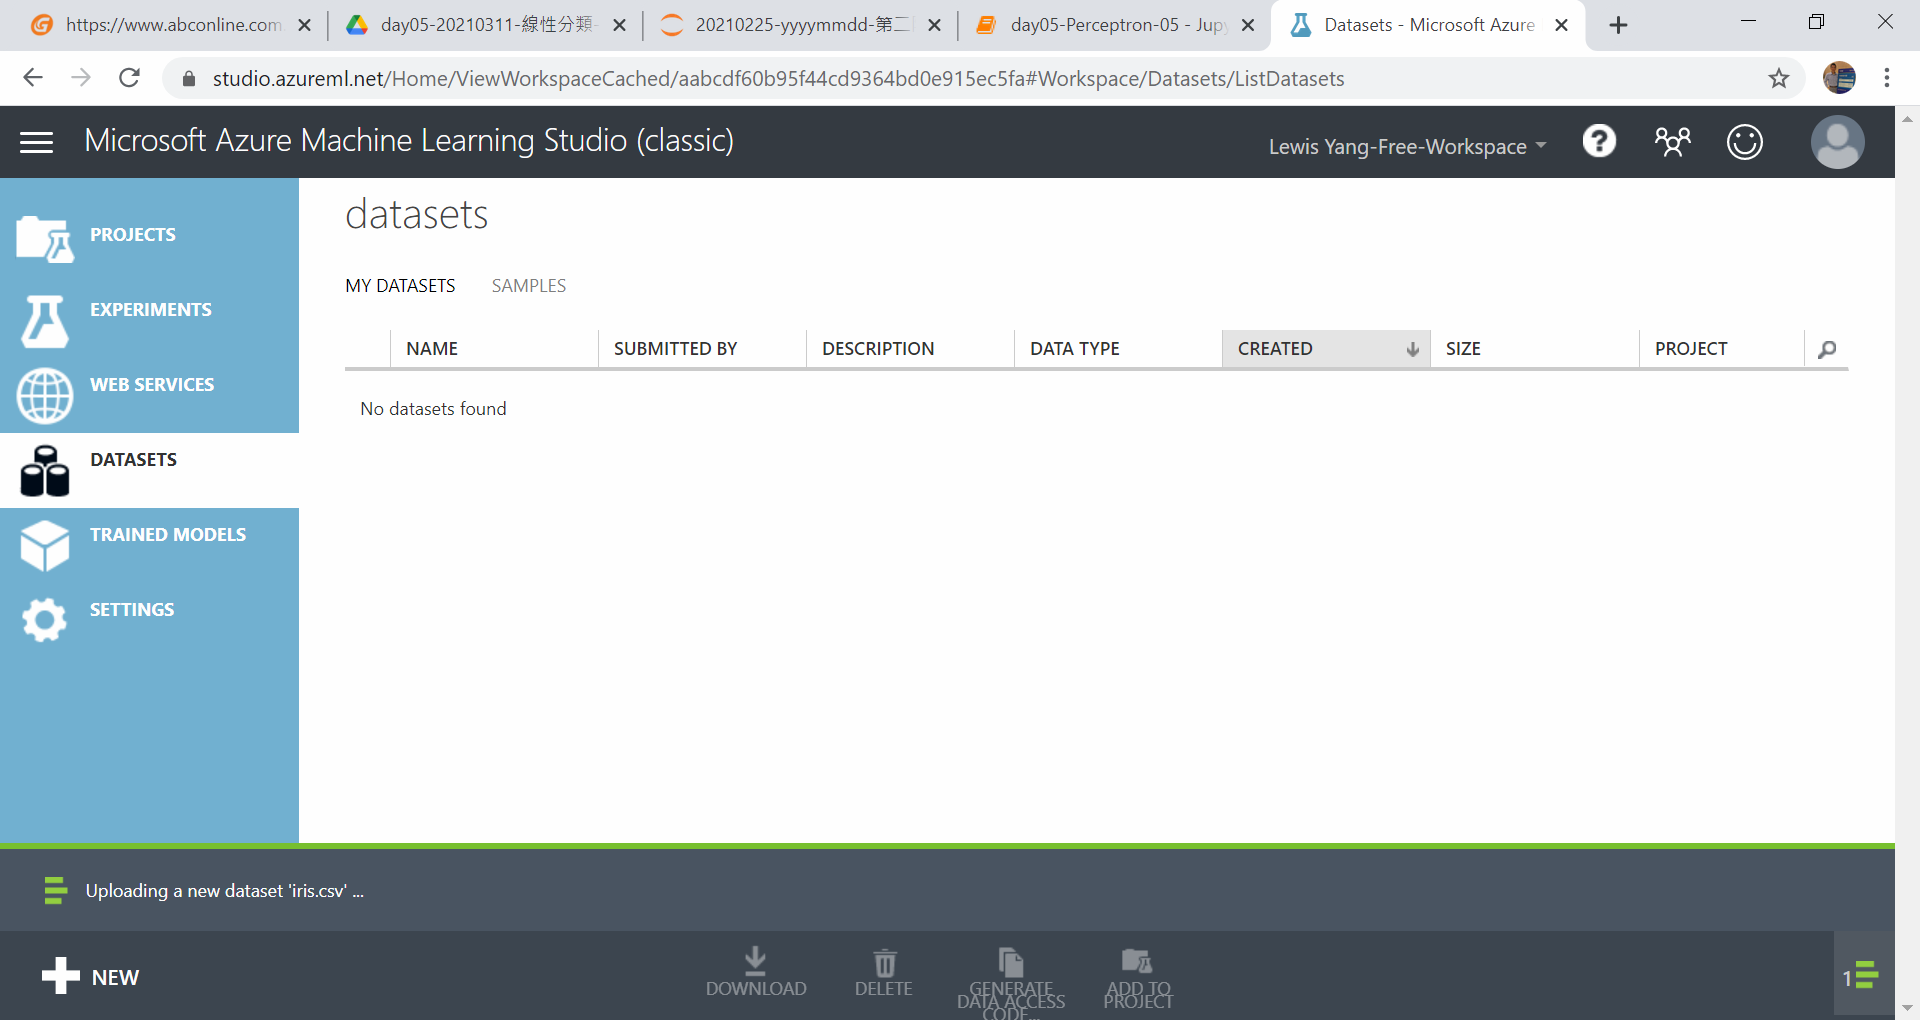 https://www.abconline.com.
day05-20210311-線性分類-
20210225-yyyymmdd-第二
day05-Perceptron-05 - Jupy
Datasets - Microsoft Azure
studio.azureml.net/Home/ViewWorkspaceCached/aabcdf60b95f44cd9364bd0e915ec5fa#Workspace/Datasets/ListDatasets
Microsoft Azure Machine Learning Studio (classic)
Lewis Yang-Free-Workspace
PROJECTS
EXPERIMENTS
WEB SERVICES
DATASETS
TRAINED MODELS
SETTINGS
datasets
MY DATASETS SAMPLES
NAME SUBMITTED BY DESCRIPTION DATA TYPE CREATED SIZE PROJECT
No datasets found
Uploading a new dataset 'iris.csv' ...
NEW
DOWNLOAD
DELETE
GENERATE
DATA ACCESS
CODE...
ADD TO
PROJECT
1